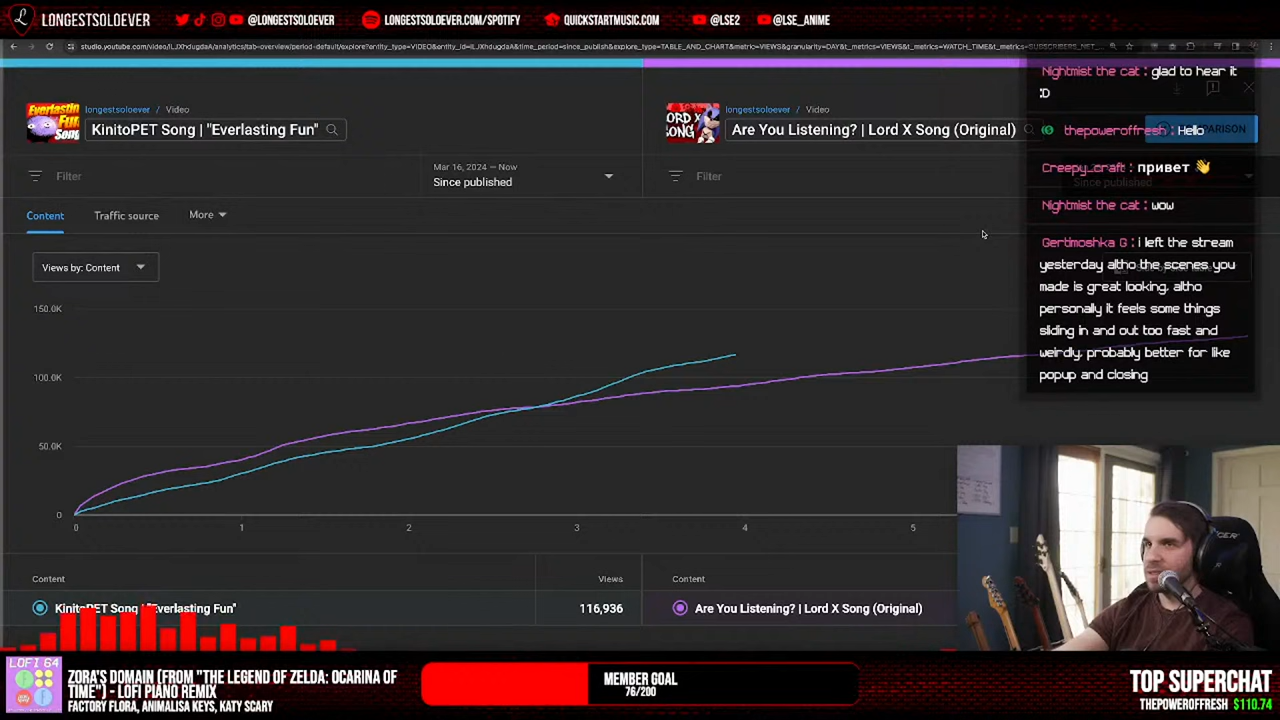 LONGESTSOLOEVER
@LONGESTSOLOEVER
LONGESTSOLOEVER.COM/SPOTIFY
QUICKSTARTMUSIC.COM
@LSE2
@LSE_ANIME
longestsoloever / Video
KinitoPET Song | "Everlasting Fun"
longestsoloever / Video
Are You Listening? | Lord X Song (Original)
Filter
Mar 16, 2024 — Now
Since published
Filter
Since published
Content
Traffic source
More
Views by: Content
150.0K
100.0K
50.0K
0
0
1
2
3
4
5
Content
Views
Content
KinitoPET Song | "Everlasting Fun"
116,936
Are You Listening? | Lord X Song (Original)
Nightmist the cat : glad to hear it
:D
thepoweroffresh : Hello
Creepy_craft : привет 👋
Nightmist the cat : wow
Gertimoshka G : i left the stream
yesterday altho the scenes you
made is great looking, altho
personally it feels some things
sliding in and out too fast and
weirdly, probably better for like
popup and closing
LOFI 64
ZORA'S DOMAIN (FROM "THE LEGEND OF ZELDA: OCARINA OF
TIME") - LOFI PIANO REMIX
FACTORY FLORA, ANNALISA KEYS, KATY SCARY
MEMBER GOAL
76/200
TOP SUPERCHAT
THEPOWEROFFRESH $110.74